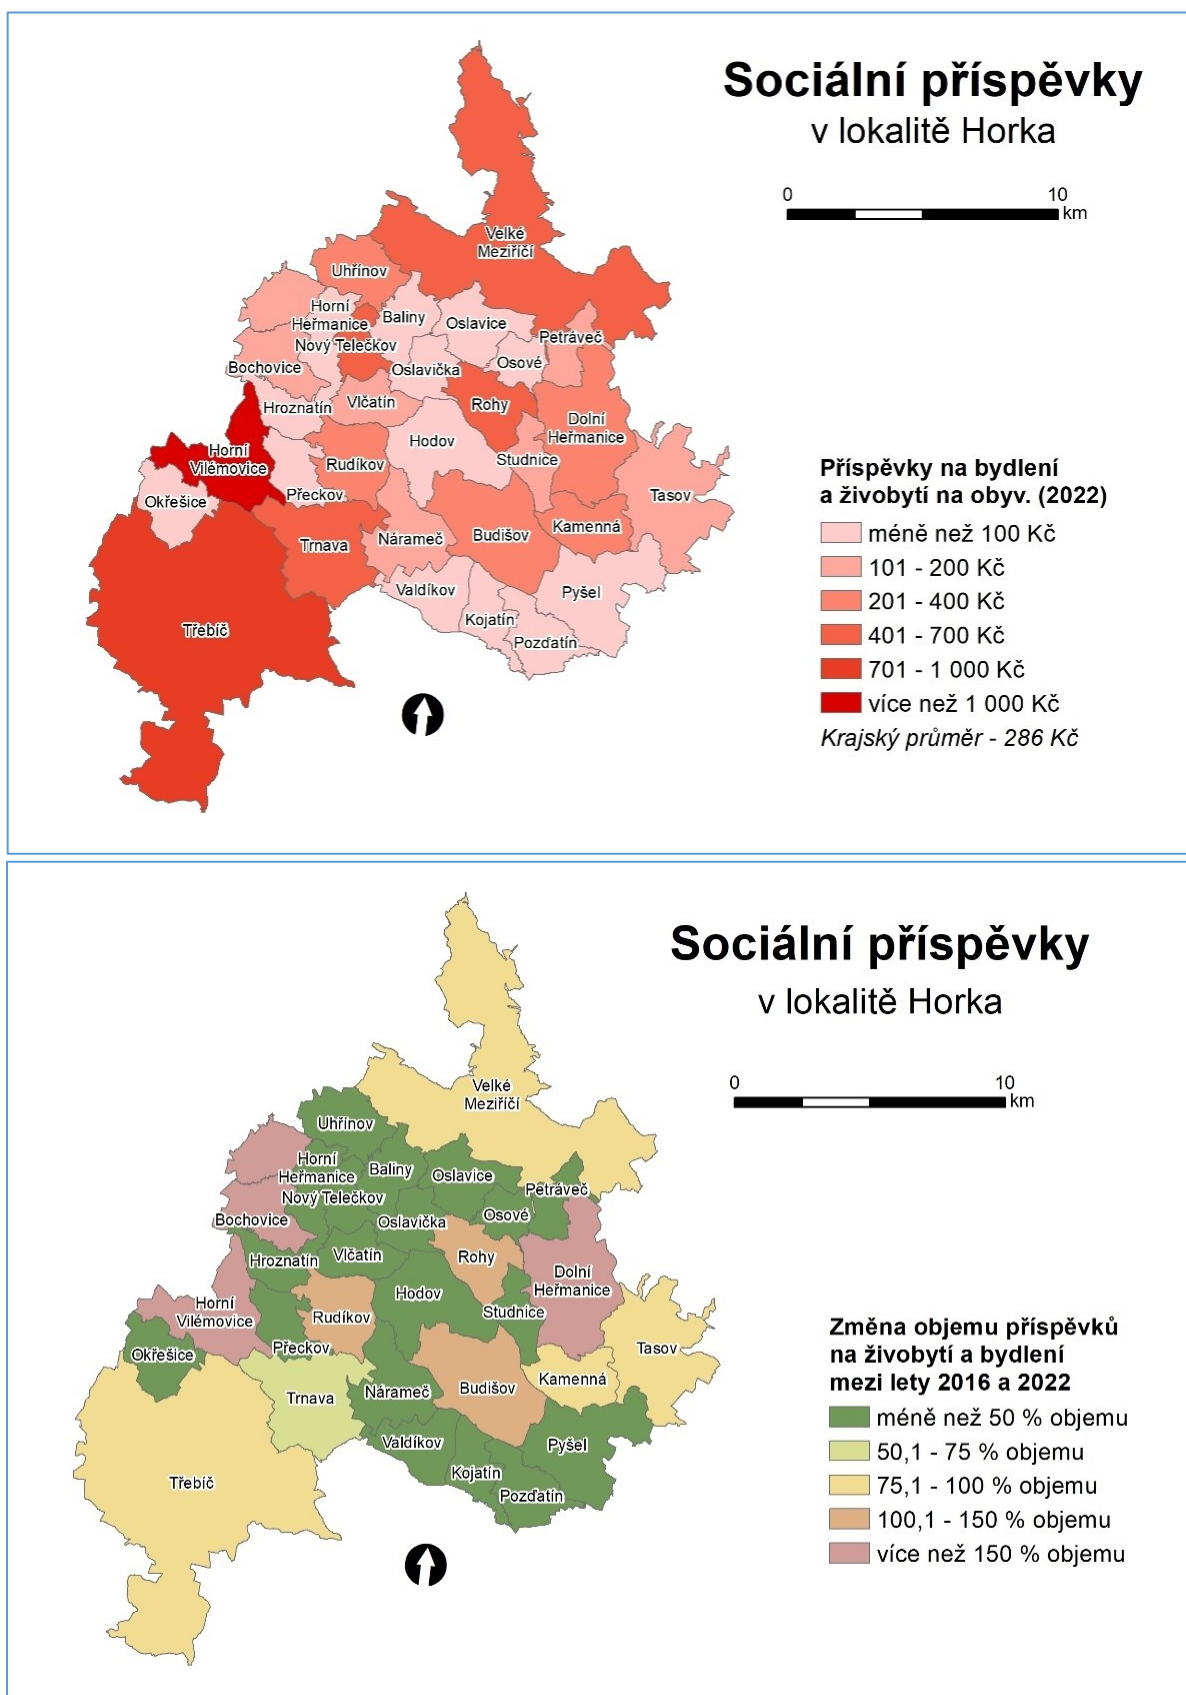 Sociální příspěvky
v lokalitě Horka
0 10
km
Velké
Meziříčí
Uhřínov
Horní
Heřmanice
Baliny
Oslavice
Petráveč
Nový Telečkov
Osové
Bochovice
Oslavička
Hroznatín
Vlčatín
Rohy
Dolní
Heřmanice
Hodov
Horní
Vilémovice
Rudíkov
Studnice
Okřešice
Přeckov
Tasov
Trnava
Nárameč
Budišov
Kamenná
Valdíkov
Pyšel
Kojatín
Třebíč
Pozďatín
Příspěvky na bydlení
a živobytí na obyv. (2022)
méně než 100 Kč
101 - 200 Kč
201 - 400 Kč
401 - 700 Kč
701 - 1 000 Kč
více než 1 000 Kč
Krajský průměr - 286 Kč
Sociální příspěvky
v lokalitě Horka
0 10
km
Velké
Meziříčí
Uhřínov
Horní
Heřmanice
Baliny
Oslavice
Petráveč
Nový Telečkov
Osové
Bochovice
Oslavička
Hroznatín
Vlčatín
Rohy
Dolní
Heřmanice
Hodov
Horní
Vilémovice
Rudíkov
Studnice
Okřešice
Přeckov
Tasov
Trnava
Nárameč
Budišov
Kamenná
Valdíkov
Pyšel
Kojatín
Třebíč
Pozďatín
Změna objemu příspěvků
na živobytí a bydlení
mezi lety 2016 a 2022
méně než 50 % objemu
50,1 - 75 % objemu
75,1 - 100 % objemu
100,1 - 150 % objemu
více než 150 % objemu